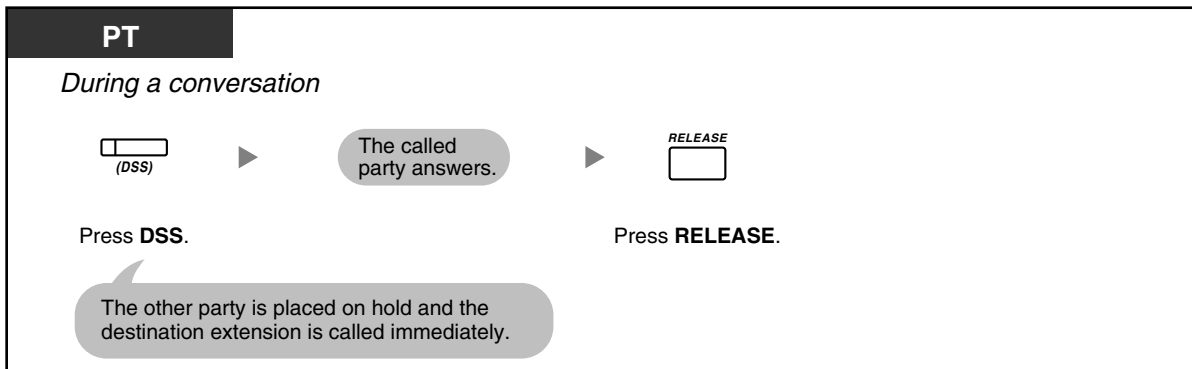 PT
During a conversation
(DSS)
The called
party answers.
RELEASE
Press DSS.
Press RELEASE.
The other party is placed on hold and the
destination extension is called immediately.